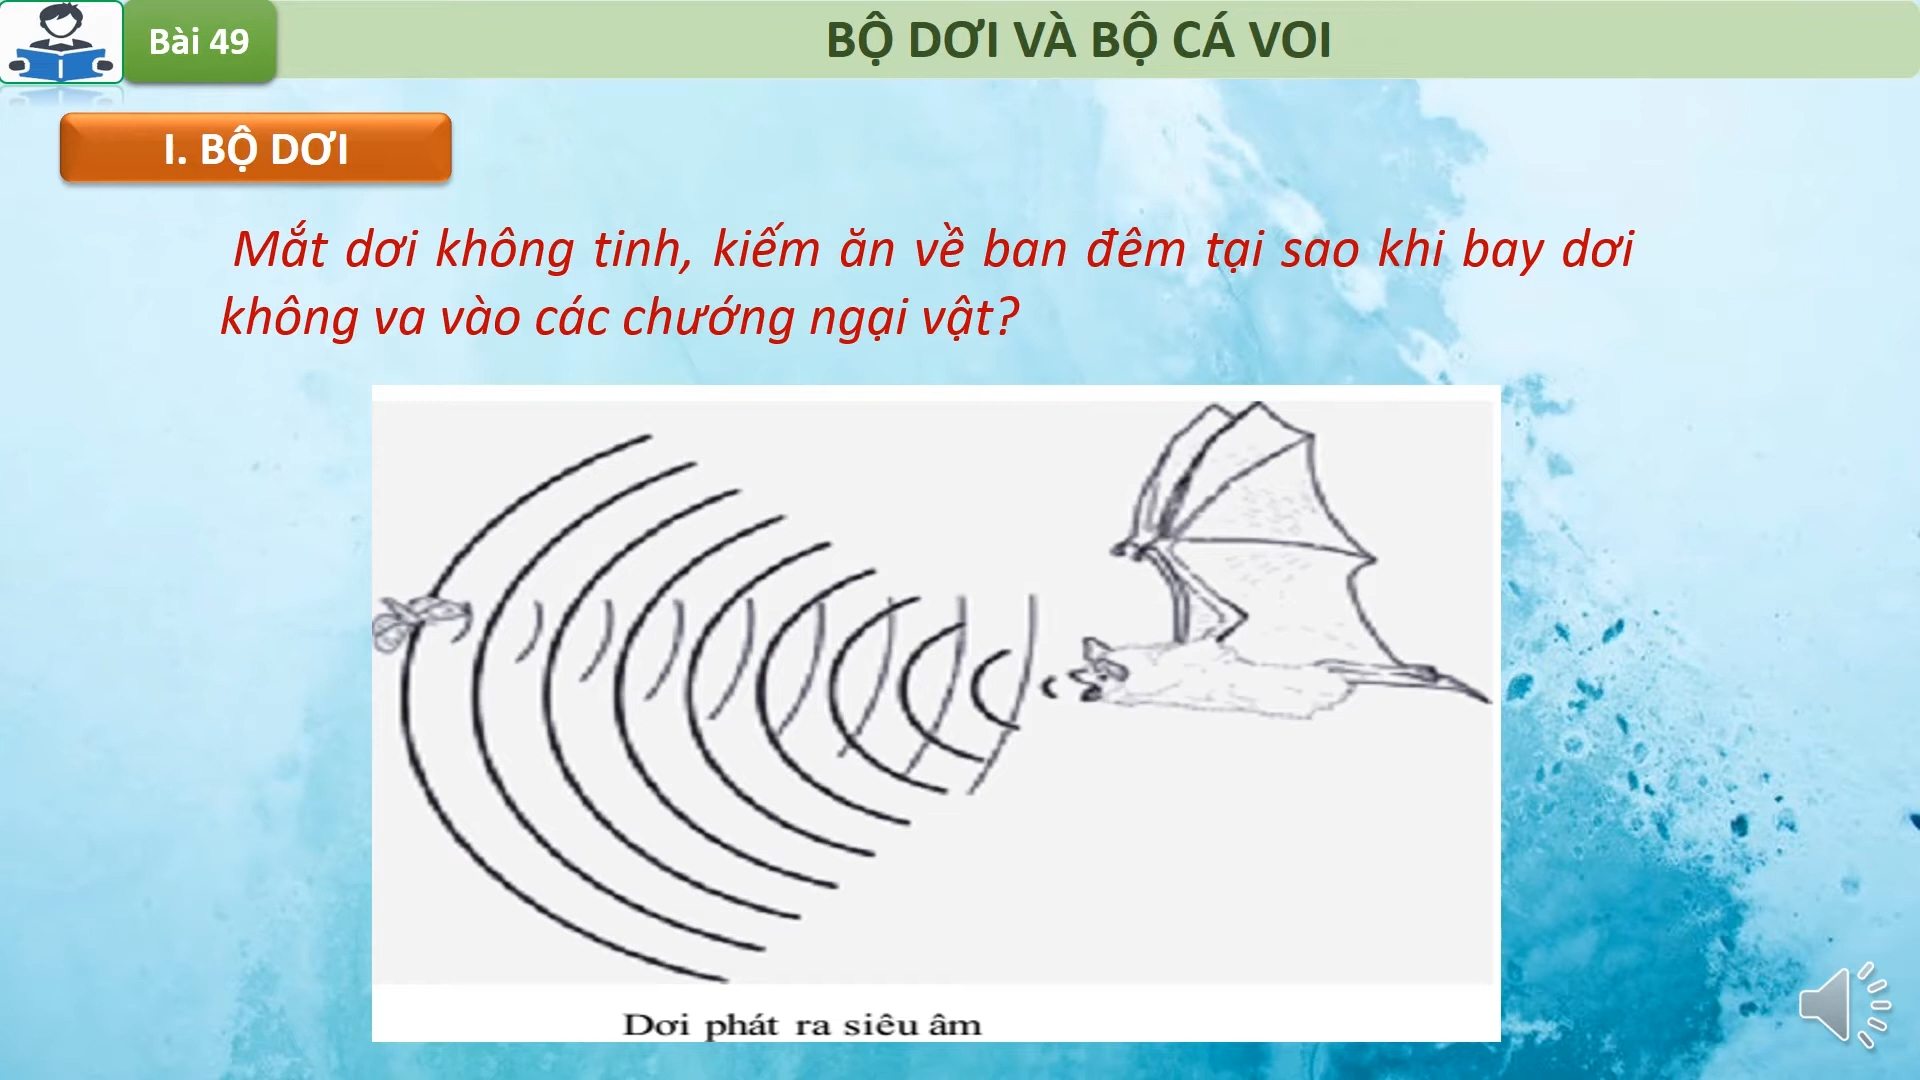 Bài 49
BỘ DƠI VÀ BỘ CÁ VOI
I. BỘ DƠI
Mắt dơi không tinh, kiếm ăn về ban đêm tại sao khi bay dơi
không va vào các chướng ngại vật?
Dơi phát ra siêu âm